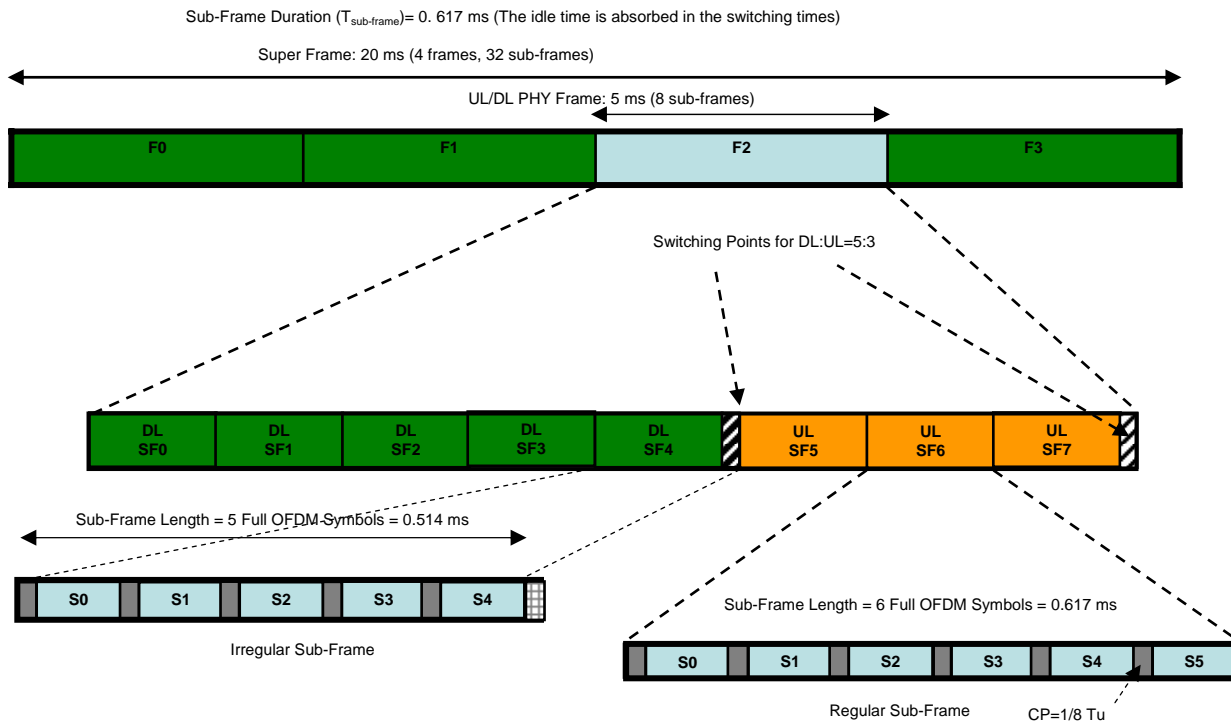 Sub-Frame Duration (Tsub-frame)= 0. 617 ms (The idle time is absorbed in the switching times)
Super Frame: 20 ms (4 frames, 32 sub-frames)
UL/DL PHY Frame: 5 ms (8 sub-frames)
F0 F1 F2 F3
Switching Points for DL:UL=5:3
DL DL DL DL DL UL UL UL
SF0 SF1 SF2 SF3 SF4 SF5 SF6 SF7
Sub-Frame Length = 5 Full OFDM Symbols = 0.514 ms
S0 S1 S2 S3 S4
Irregular Sub-Frame
Sub-Frame Length = 6 Full OFDM Symbols = 0.617 ms
S0 S1 S2 S3 S4 S5
Regular Sub-Frame
CP=1/8 Tu